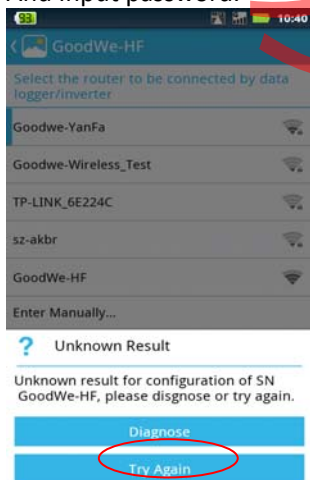 And input password.
93 10:40
GoodWe-HF
Select the router to be connected by data
logger/inverter
Goodwe-YanFa
Goodwe-Wireless_Test
TP-LINK_6E224C
sz-akbr
GoodWe-HF
Enter Manually...
? Unknown Result
Unknown result for configuration of SN
GoodWe-HF, please disgnose or try again.
Diagnose
Try Again